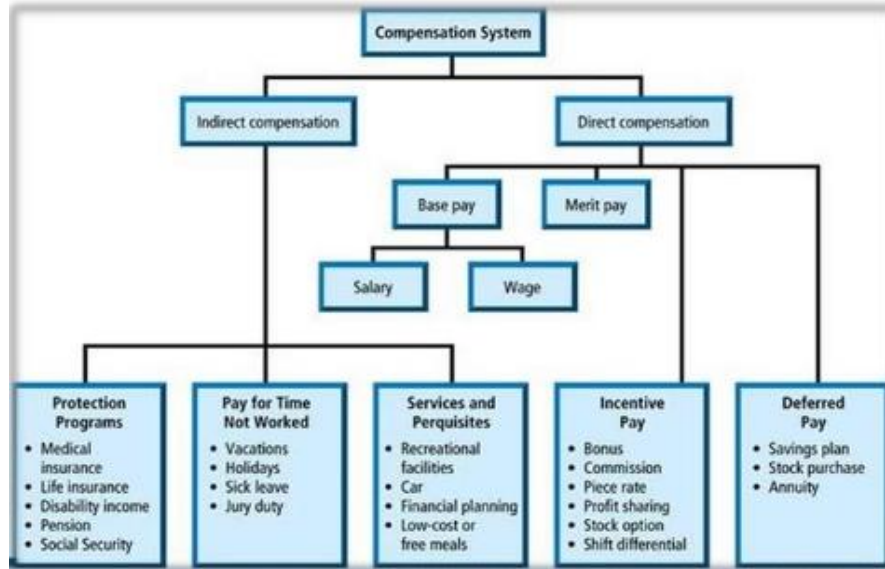 Compensation System
Indirect compensation
Direct compensation
Base pay
Merit pay
Salary
Wage
Protection
Programs
• Medical
insurance
• Life insurance
• Disability income
• Pension
• Social Security
Pay for Time
Not Worked
• Vacations
• Holidays
• Sick leave
• Jury duty
Services and
Perquisites
• Recreational
facilities
• Car
• Financial planning
• Low-cost or
free meals
Incentive
Pay
• Bonus
• Commission
• Piece rate
• Profit sharing
• Stock option
• Shift differential
Deferred
Pay
• Savings plan
• Stock purchase
• Annuity